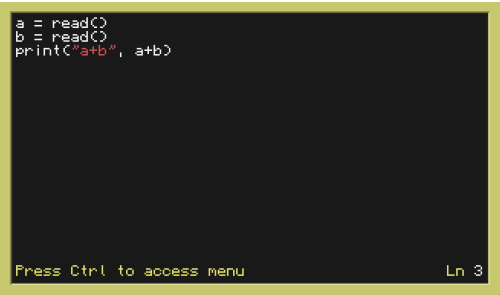 a = read()
b = read()
print("a+b", a+b)
Press Ctrl to access menu
Ln 3